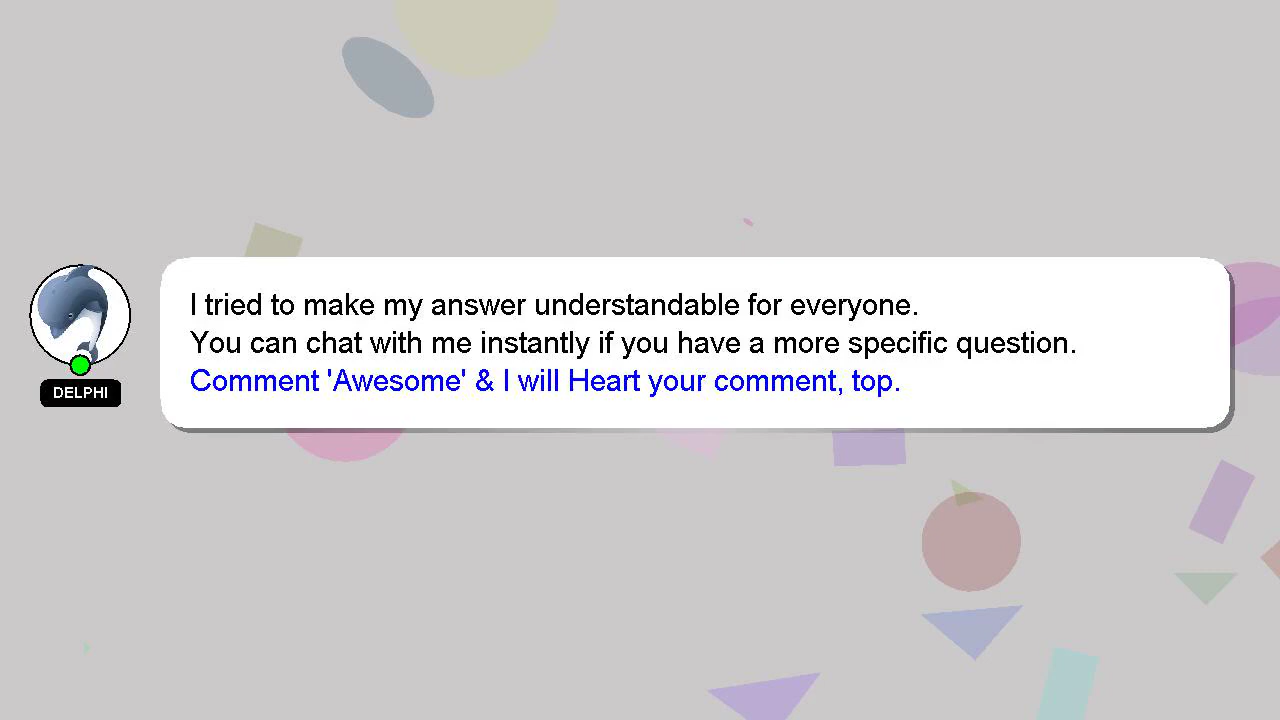 I tried to make my answer understandable for everyone.
You can chat with me instantly if you have a more specific question.
Comment 'Awesome' & I will Heart your comment, top.
DELPHI